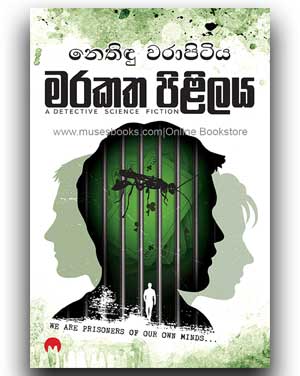 නෙතිඳු වරාපිටිය
මරකත පිළිලය
A DETECTIVE SCIENCE FICTION
www.musesbooks.com|Online Bookstore
WE ARE PRISONERS OF OUR OWN MINDS...